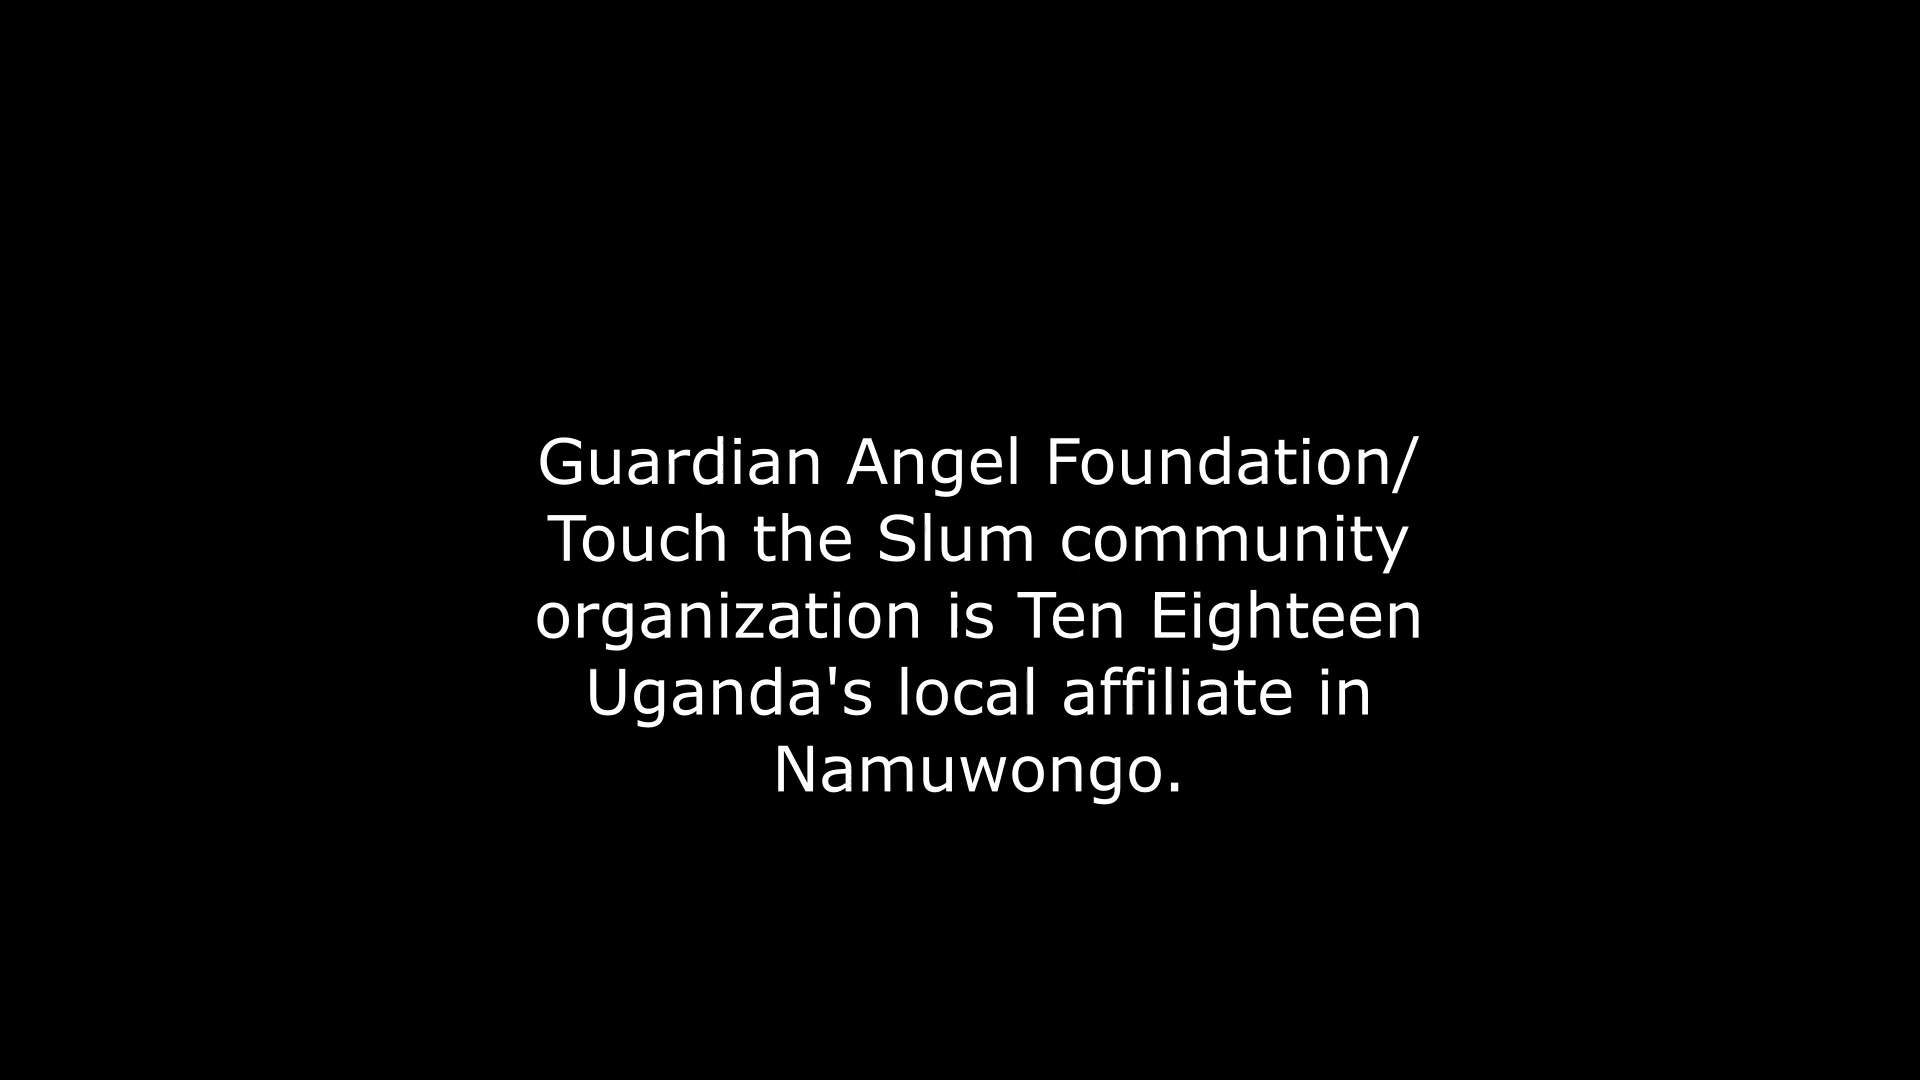 Guardian Angel Foundation/
Touch the Slum community
organization is Ten Eighteen
Uganda's local affiliate in
Namuwongo.